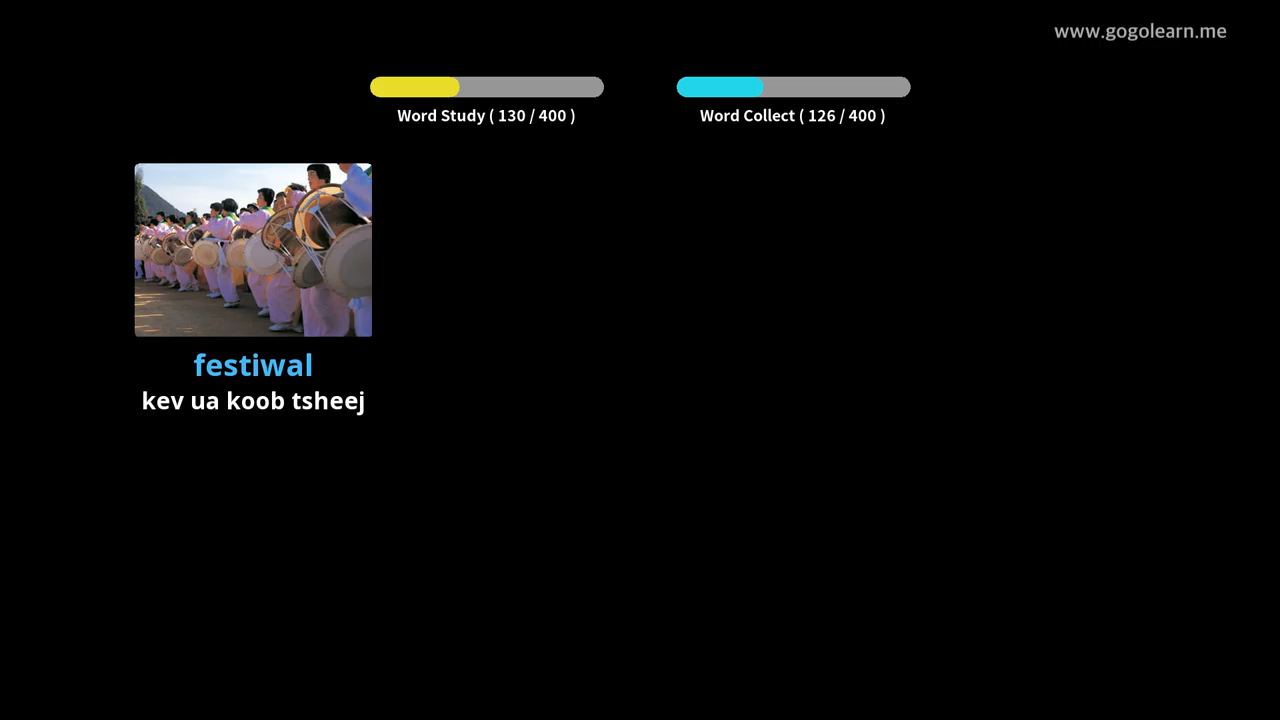 www.gogolearn.me
Word Study ( 130 / 400 )
Word Collect ( 126 / 400 )
festiwal
kev ua koob tsheej